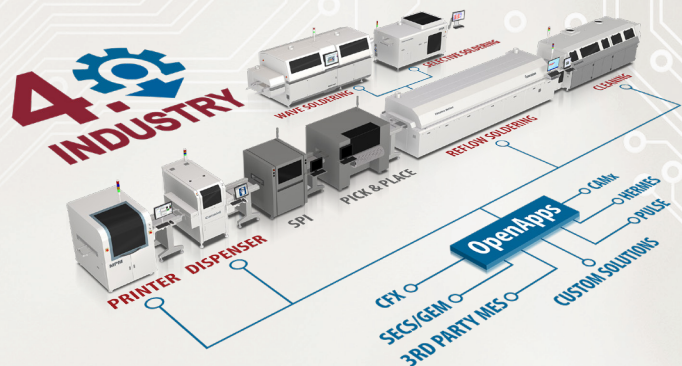 4.0
INDUSTRY
WAVE SOLDERING
SELECTIVE SOLDERING
CLEANING
REFLOW SOLDERING
PICK & PLACE
SPI
DISPENSER
PRINTER
MPM
OpenApps
CAMx
HERMES
PULSE
CUSTOM SOLUTIONS
CFX
SECS/GEM
3RD PARTY MES